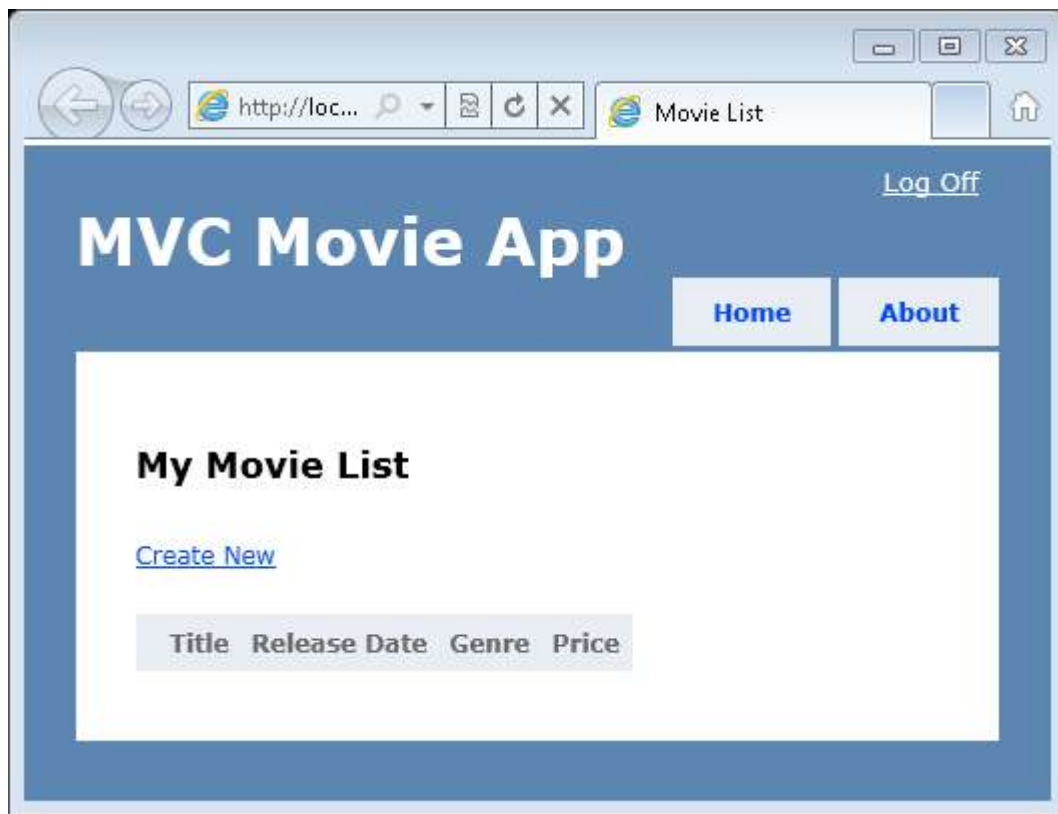 http://loc... Movie List
Log Off
MVC Movie App
Home About
My Movie List
Create New
Title Release Date Genre Price